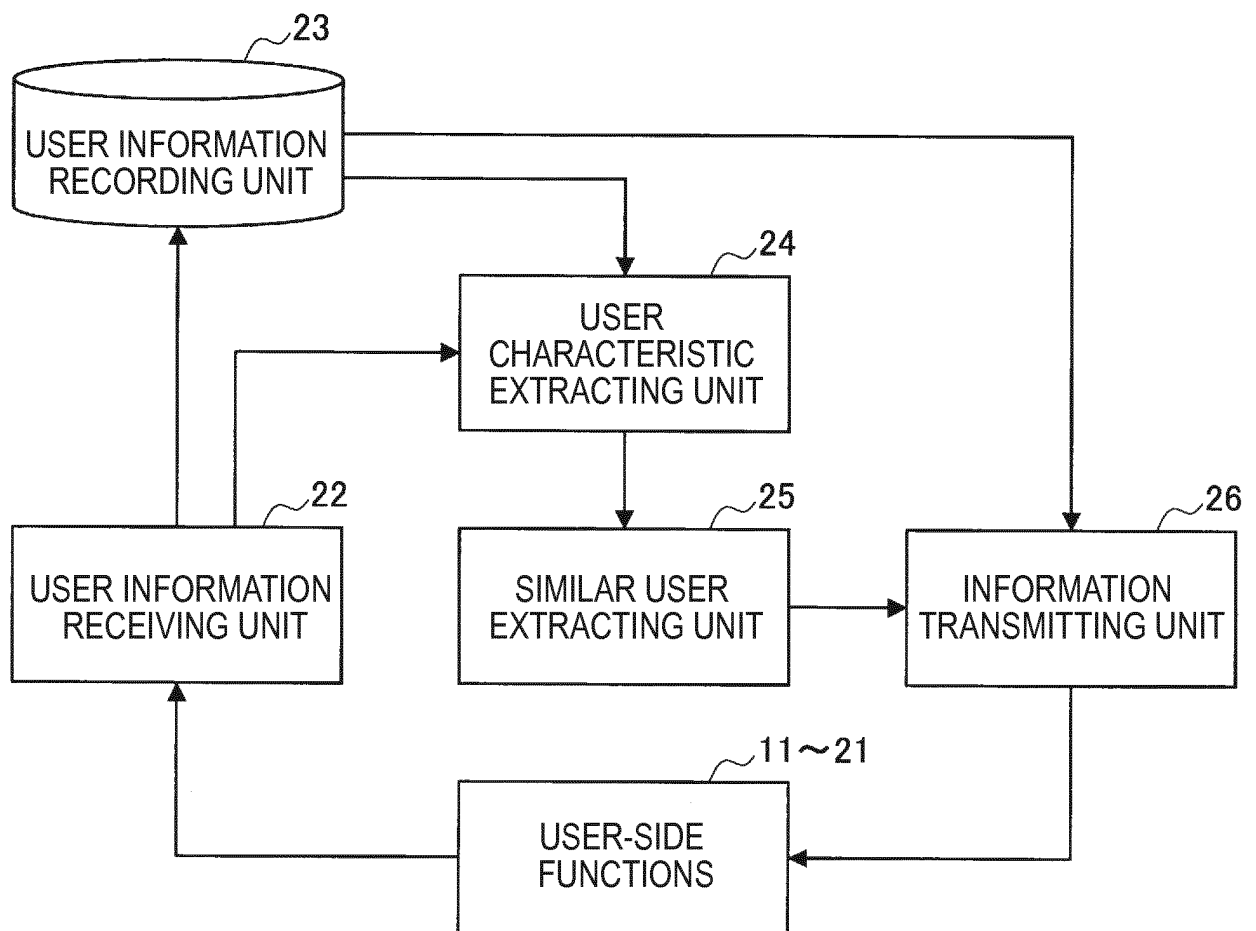 23
USER INFORMATION
RECORDING UNIT
24
USER
CHARACTERISTIC
EXTRACTING UNIT
22
USER INFORMATION
RECEIVING UNIT
25
SIMILAR USER
EXTRACTING UNIT
26
INFORMATION
TRANSMITTING UNIT
11~21
USER-SIDE
FUNCTIONS